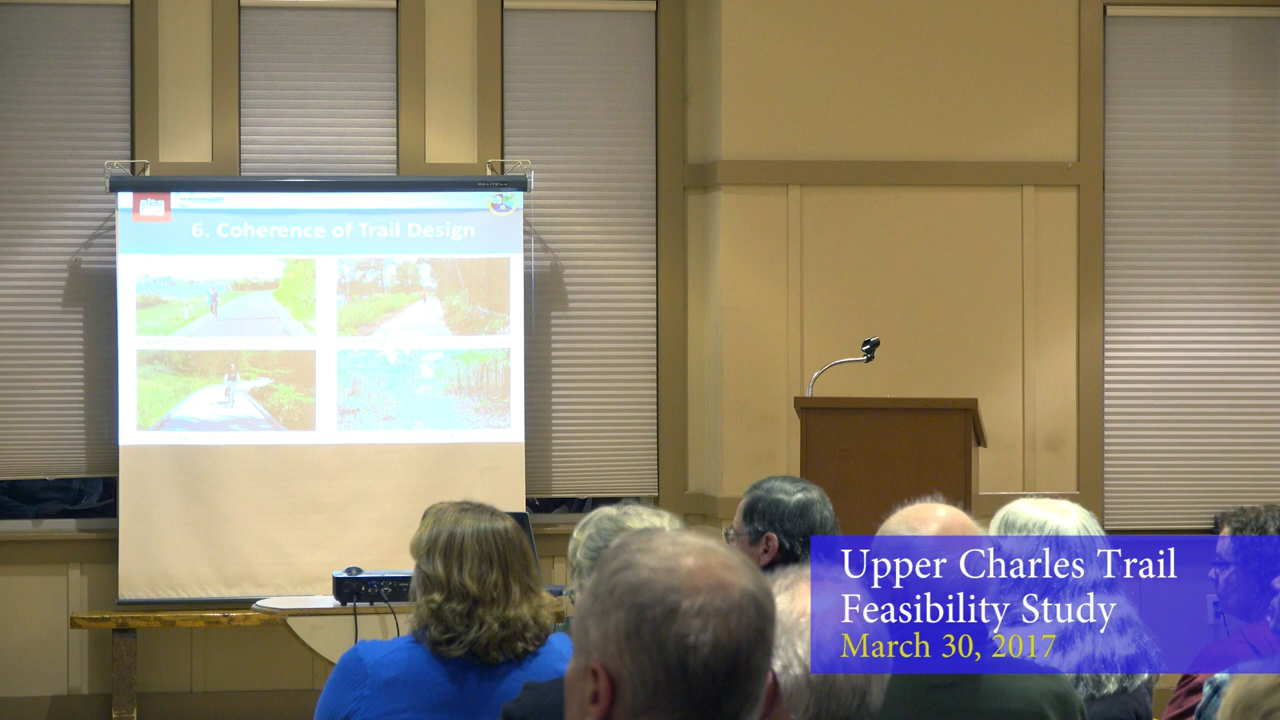 6. Coherence of Trail Design
Upper Charles Trail
Feasibility Study
March 30, 2017